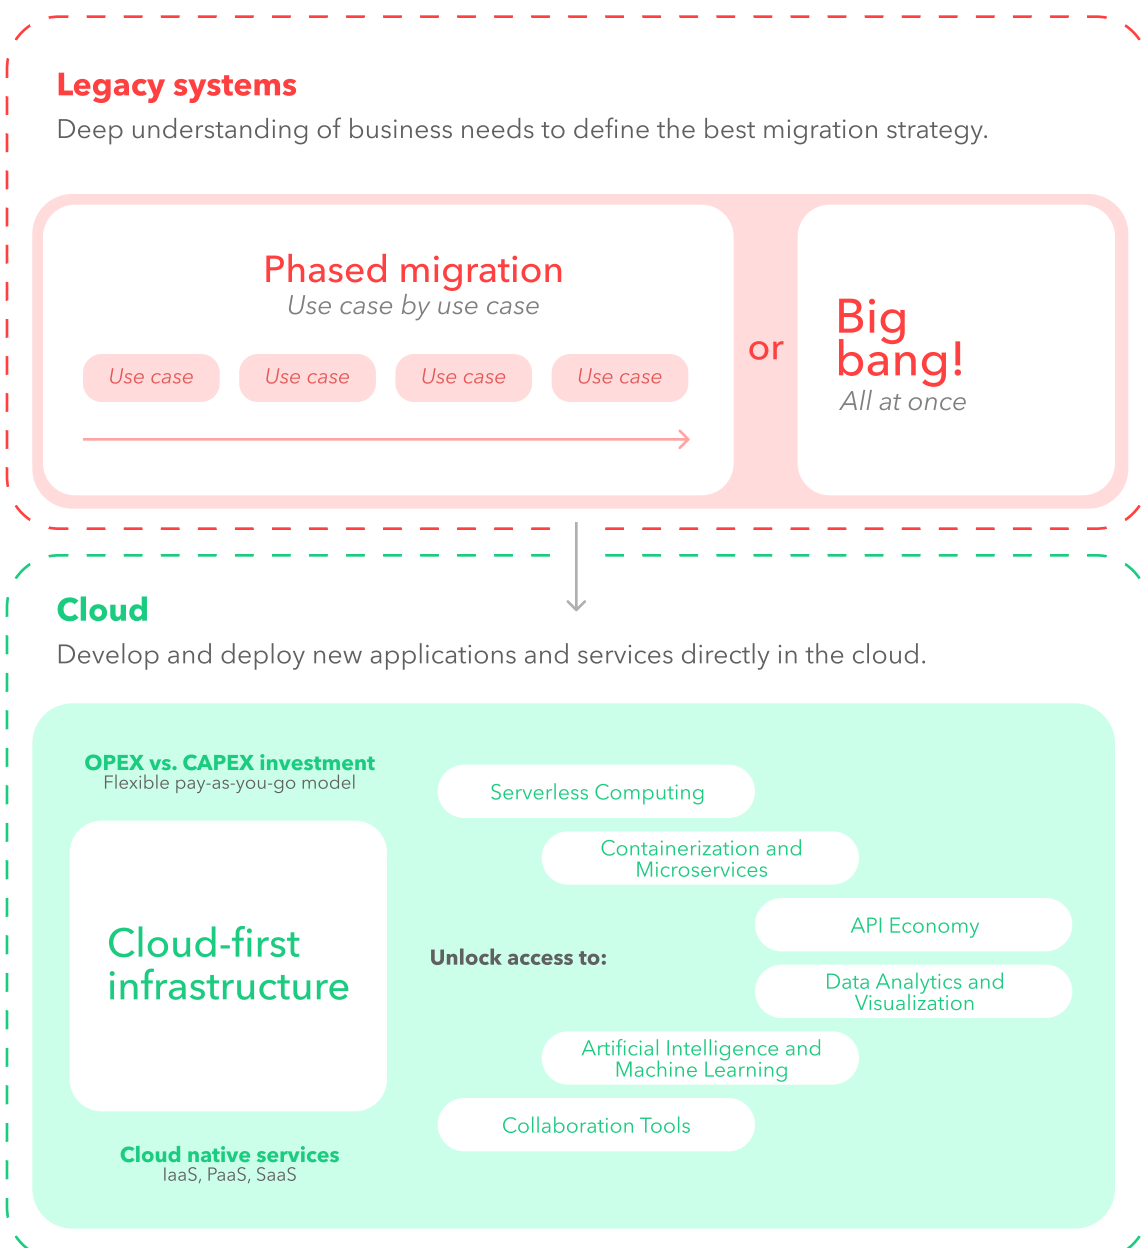 Legacy systems
Deep understanding of business needs to define the best migration strategy.
Phased migration
Use case by use case
Use case
Use case
Use case
Use case
or
Big
bang!
All at once
Cloud
Develop and deploy new applications and services directly in the cloud.
OPEX vs. CAPEX investment
Flexible pay-as-you-go model
Cloud-first
infrastructure
Cloud native services
IaaS, PaaS, SaaS
Unlock access to:
Serverless Computing
Containerization and
Microservices
API Economy
Data Analytics and
Visualization
Artificial Intelligence and
Machine Learning
Collaboration Tools